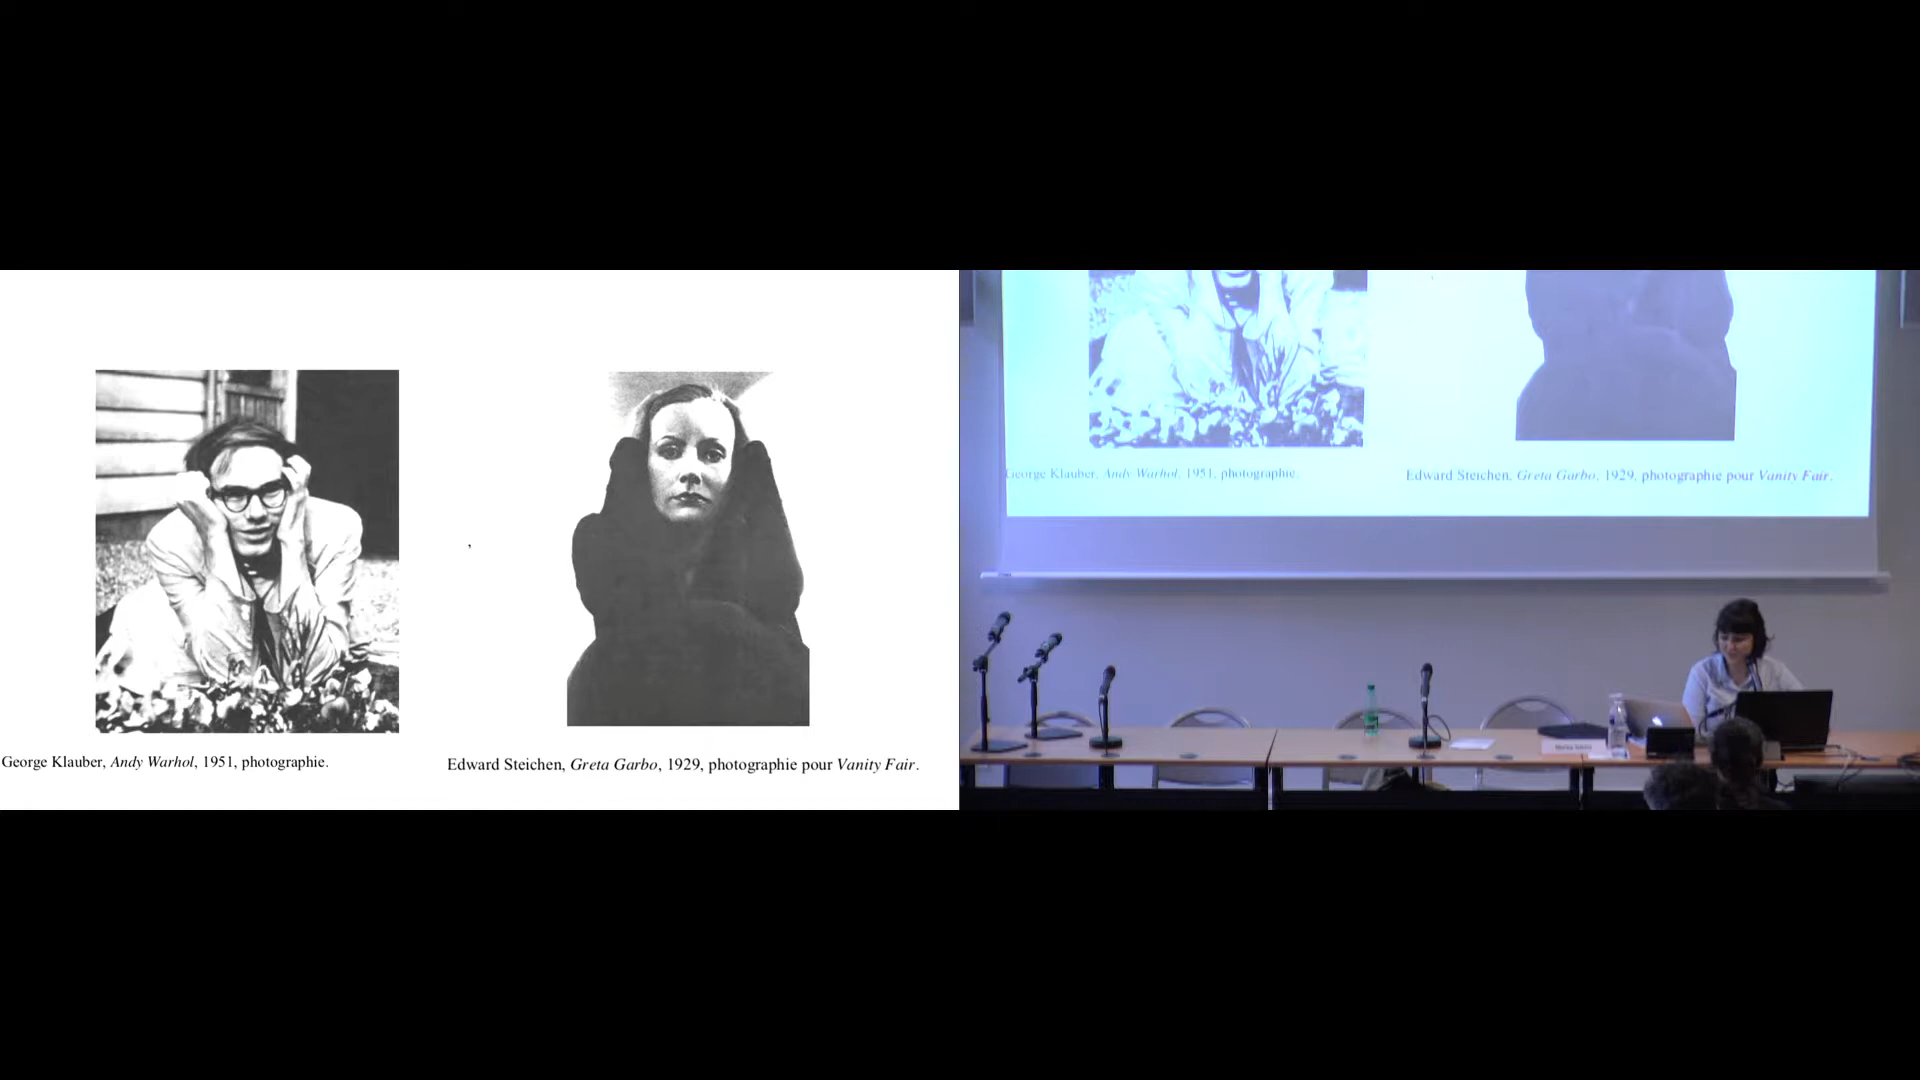 George Klauber, Andy Warhol, 1951, photographie.
Edward Steichen, Greta Garbo, 1929, photographie pour Vanity Fair.
George Klauber, Andy Warhol, 1951, photographie.
Edward Steichen, Greta Garbo, 1929, photographie pour Vanity Fair.